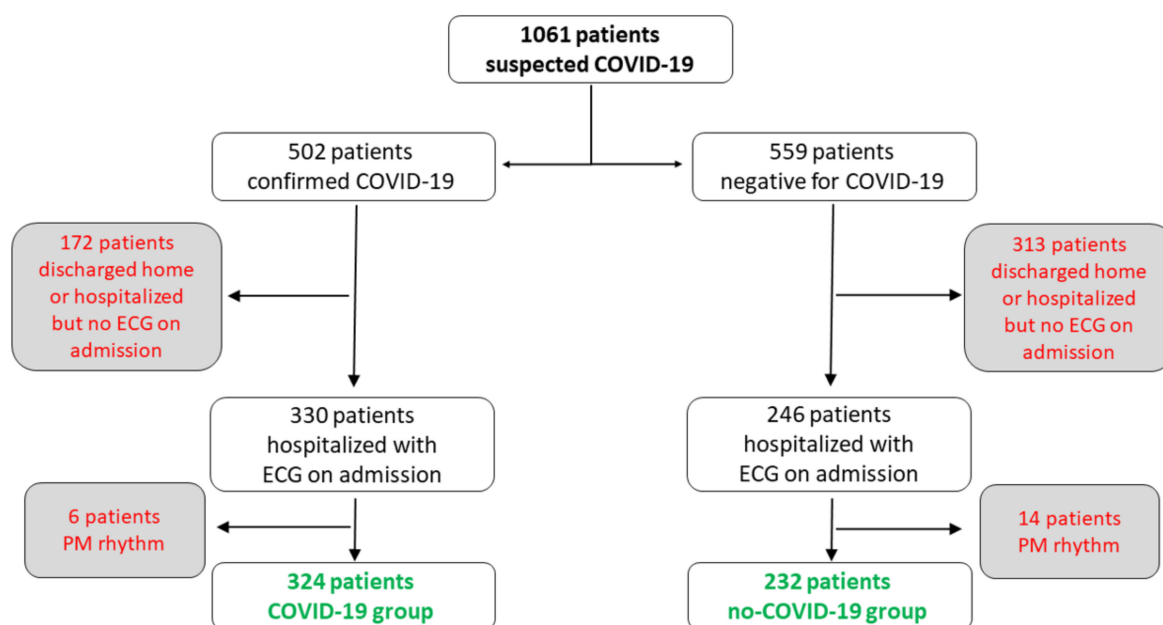 1061 patients
suspected COVID-19
502 patients
confirmed COVID-19
559 patients
negative for COVID-19
172 patients
discharged home
or hospitalized
but no ECG on
admission
313 patients
discharged home
or hospitalized
but no ECG on
admission
330 patients
hospitalized with
ECG on admission
246 patients
hospitalized with
ECG on admission
6 patients
PM rhythm
14 patients
PM rhythm
324 patients
COVID-19 group
232 patients
no-COVID-19 group